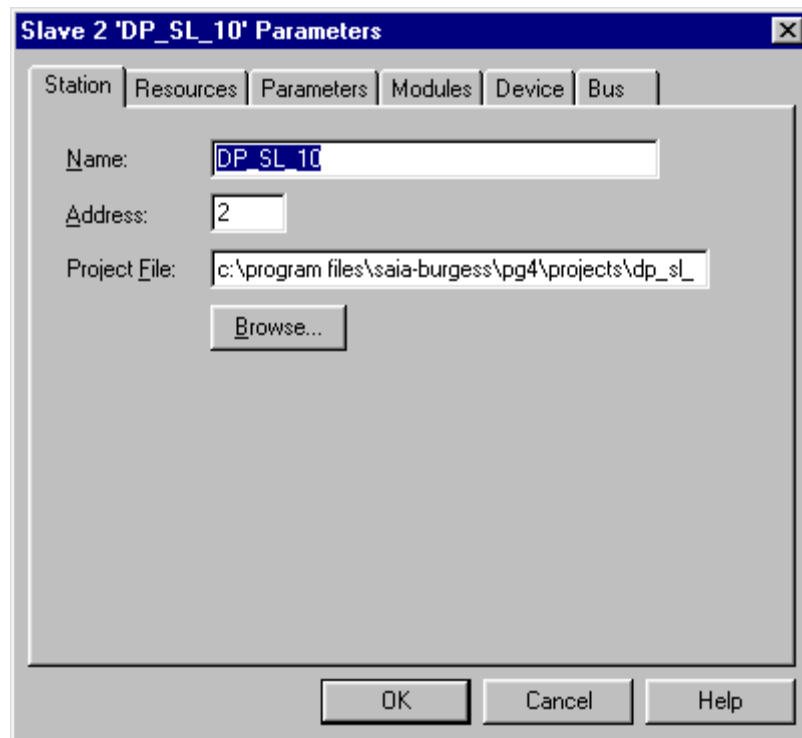 Slave 2 'DP_SL_10' Parameters
Station Resources Parameters Modules Device Bus
Name: DP_SL_10
Address: 2
Project File: c:\program files\saia-burgess\pg4\projects\dp_sl_
Browse...
OK Cancel Help